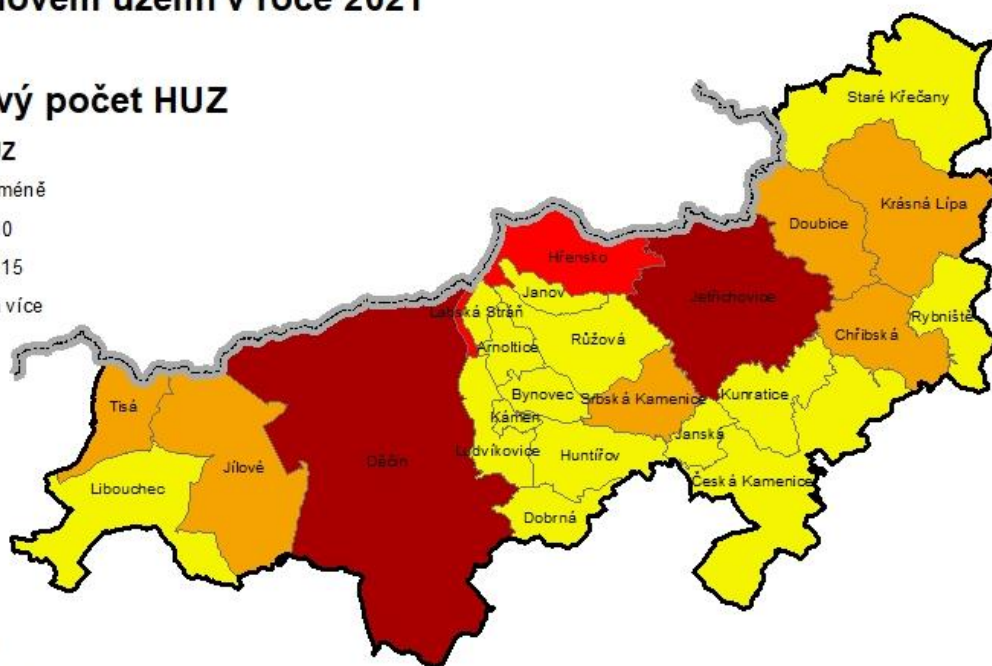 území v roce 2021
počet HUZ
méně
0
15
více
Staré Křečany
Krásná Lípa
Doubice
Hřensko
Janov
Jetřichovice
Labská Stráň
Růžová
Rybniště
Chřibská
Arnoltice
Bynovec
Srbská Kamenice
Kunratice
Tisá
Kámen
Janská
Ludvíkovice
Huntířov
Děčín
Jílové
Libouchec
Česká Kamenice
Dobrná